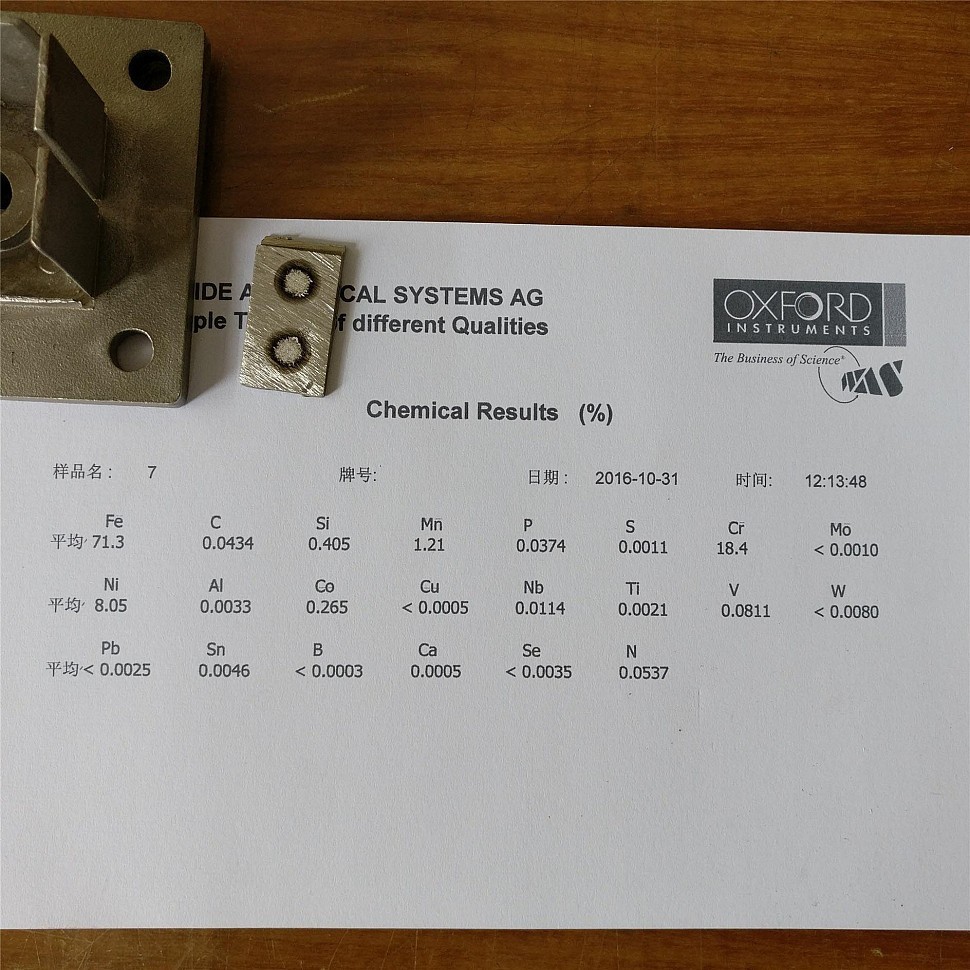 IDE A CAL SYSTEMS AG
ple T f different Qualities
OXFORD
INSTRUMENTS
The Business of Science®
WAS
Chemical Results (%)
样品名: 7 牌号: 日期: 2016-10-31 时间: 12:13:48
Fe C Si Mn P S Cr Mo
平均 71.3 0.0434 0.405 1.21 0.0374 0.0011 18.4 < 0.0010
Ni Al Co Cu Nb Ti V W
平均 8.05 0.0033 0.265 < 0.0005 0.0114 0.0021 0.0811 < 0.0080
Pb Sn B Ca Se N
平均 < 0.0025 0.0046 < 0.0003 0.0005 < 0.0035 0.0537